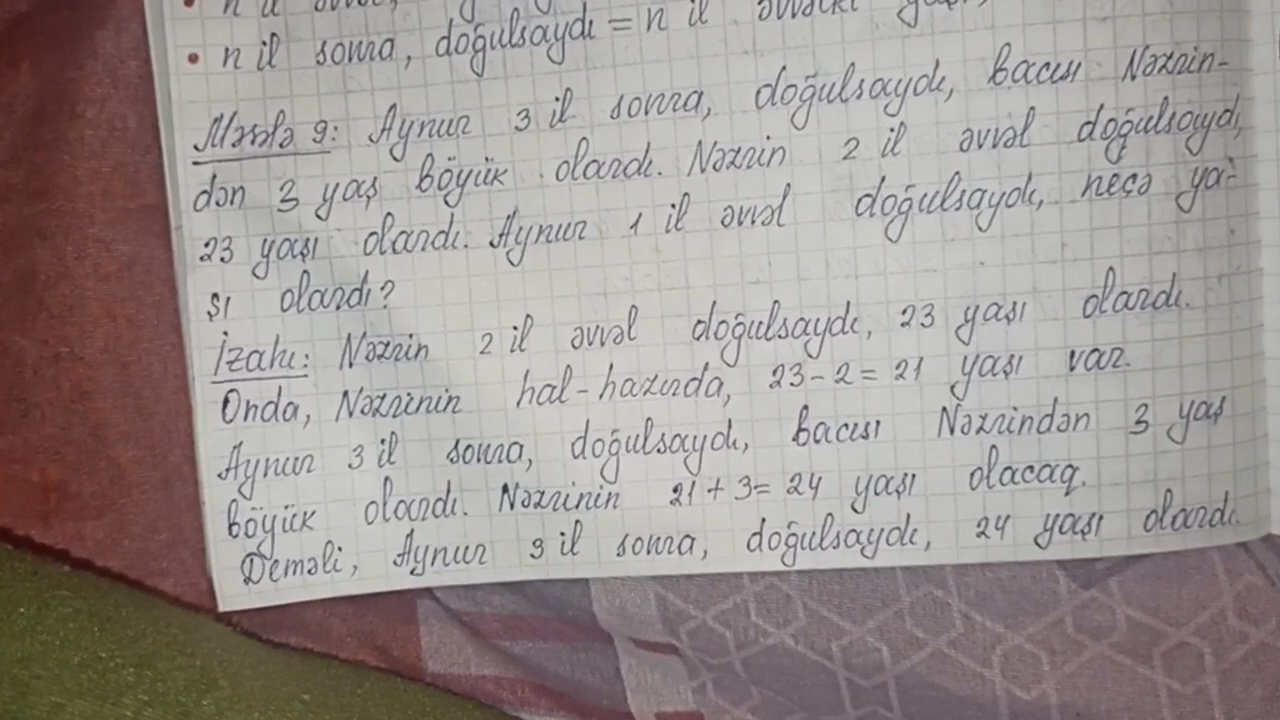 n il
• n il sonra, doğulsaydı = n il əvvəlki
Məsələ 9: Aynur 3 il sonra, doğulsaydı, bacısı Nəzrin-
dən 3 yaş böyük olardı. Nəzrin 2 il əvvəl doğulsaydı,
23 yaşı olardı. Aynur 1 il əvvəl doğulsaydı, neçə ya-
şı olardı?
İzahı: Nəzrin 2 il əvvəl doğulsaydı, 23 yaşı olardı.
Onda, Nəzrinin hal-hazırda, 23-2=21 yaşı var.
Aynur 3 il sonra, doğulsaydı, bacısı Nəzrindən 3 yaş
böyük olardı. Nəzrinin 21+3=24 yaşı olacaq.
Deməli, Aynur 3 il sonra, doğulsaydı, 24 yaşı olardı.